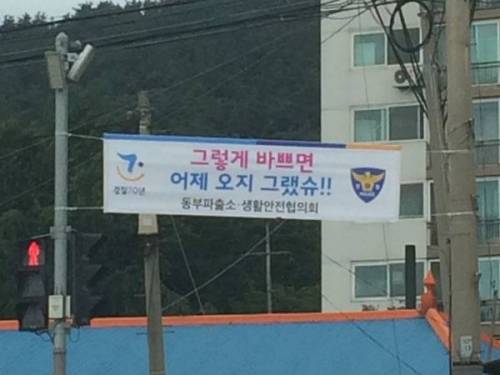 그렇게 바쁘면
어제 오지 그랬슈!!
경찰70년
동부파출소·생활안전협의회